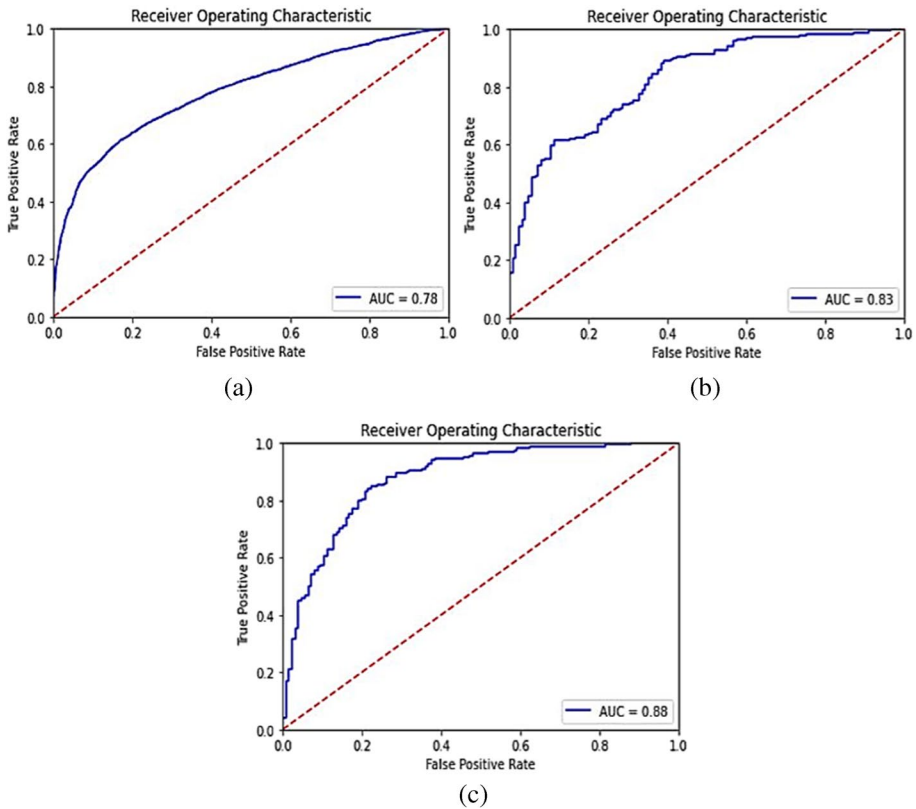 Receiver Operating Characteristic
1.0
0.8
0.6
0.4
0.2
0.0
True Positive Rate
AUC = 0.78
0.0 0.2 0.4 0.6 0.8 1.0
False Positive Rate
(a)
Receiver Operating Characteristic
1.0
0.8
0.6
0.4
0.2
0.0
True Positive Rate
AUC = 0.83
0.0 0.2 0.4 0.6 0.8 1.0
False Positive Rate
(b)
Receiver Operating Characteristic
1.0
0.8
0.6
0.4
0.2
0.0
True Positive Rate
AUC = 0.88
0.0 0.2 0.4 0.6 0.8 1.0
False Positive Rate
(c)